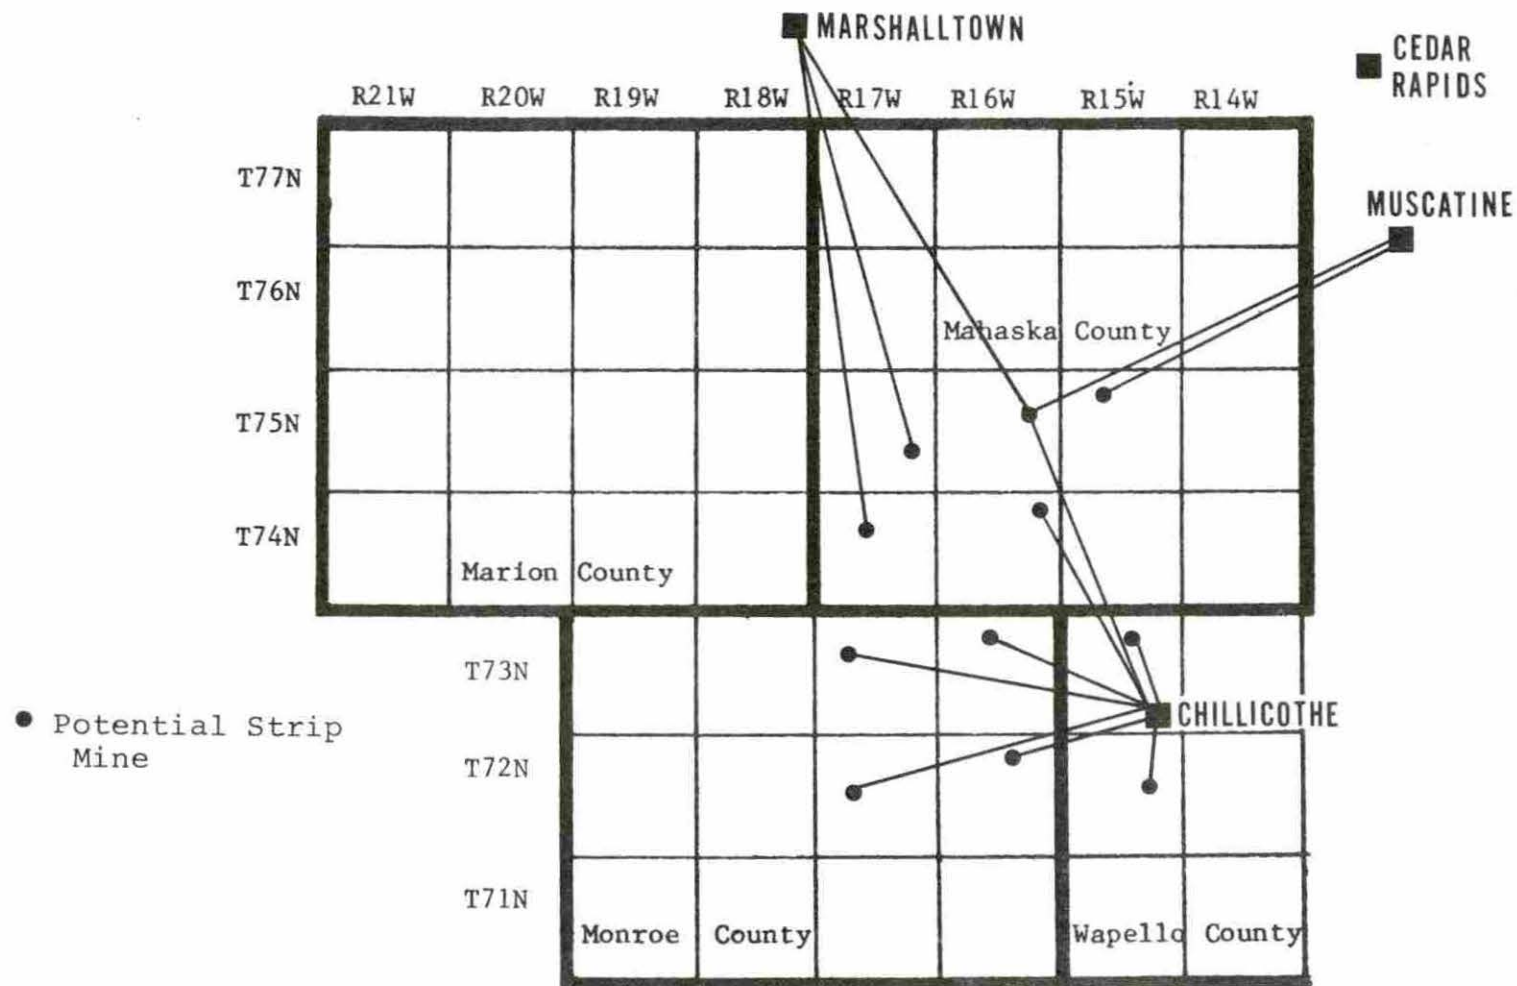 MARSHALLTOWN
CEDAR
RAPIDS
R21W R20W R19W R18W R17W R16W R15W R14W
T77N
MUSCATINE
T76N
Mahaska County
T75N
T74N
Marion County
T73N
CHILLICOTHE
Potential Strip
Mine
T72N
T71N
Monroe County
Wapello County